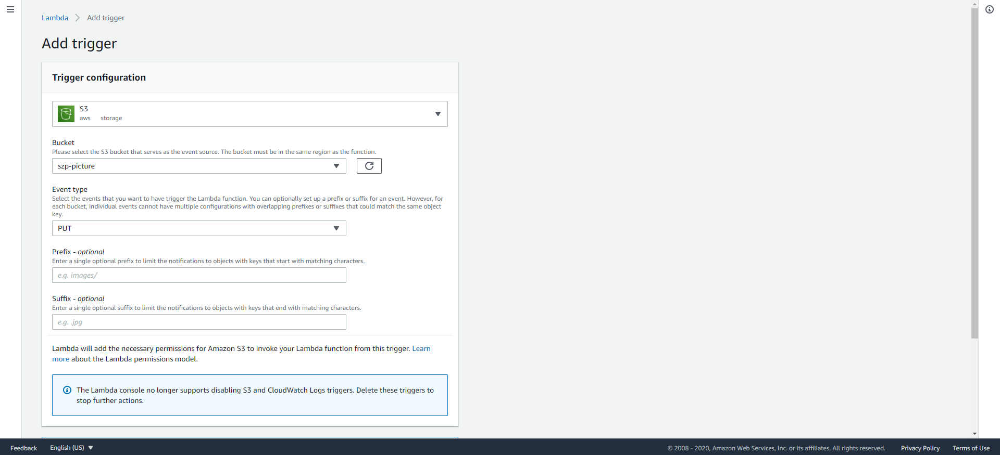 Lambda Add trigger
Add trigger
Trigger configuration
S3
aws storage
Bucket
Please select the S3 bucket that serves as the event source. The bucket must be in the same region as the function.
szp-picture
Event type
Select the events that you want to have trigger the Lambda function. You can optionally set up a prefix or suffix for an event. However, for
each bucket, individual events cannot have multiple configurations with overlapping prefixes or suffixes that could match the same object
key.
PUT
Prefix - optional
Enter a single optional prefix to limit the notifications to objects with keys that start with matching characters.
e.g. images/
Suffix - optional
Enter a single optional suffix to limit the notifications to objects with keys that end with matching characters.
e.g. .jpg
Lambda will add the necessary permissions for Amazon S3 to invoke your Lambda function from this trigger. Learn
more about the Lambda permissions model.
The Lambda console no longer supports disabling S3 and CloudWatch Logs triggers. Delete these triggers to
stop further actions.
Feedback English (US) © 2008 - 2020, Amazon Web Services, Inc. or its affiliates. All rights reserved. Privacy Policy Terms of Use